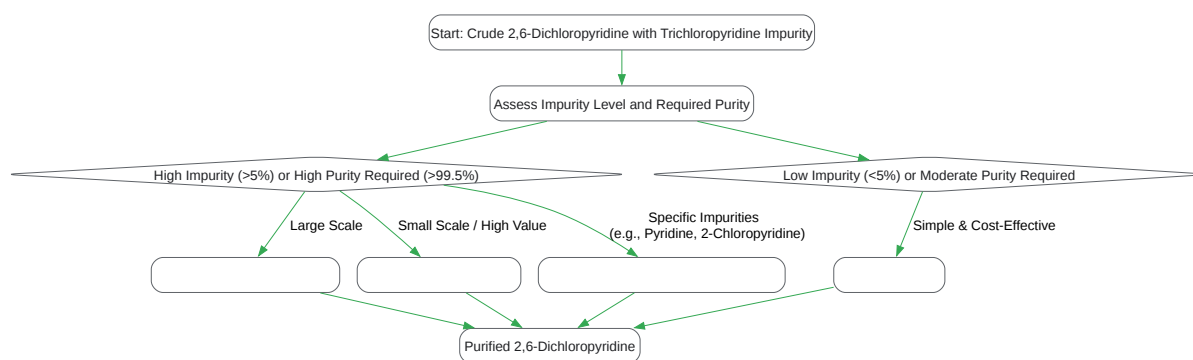 Start: Crude 2,6-Dichloropyridine with Trichloropyridine Impurity
Assess Impurity Level and Required Purity
High Impurity (>5%) or High Purity Required (>99.5%)
Low Impurity (<5%) or Moderate Purity Required
Large Scale
Small Scale / High Value
Specific Impurities
(e.g., Pyridine, 2-Chloropyridine)
Simple & Cost-Effective
Purified 2,6-Dichloropyridine